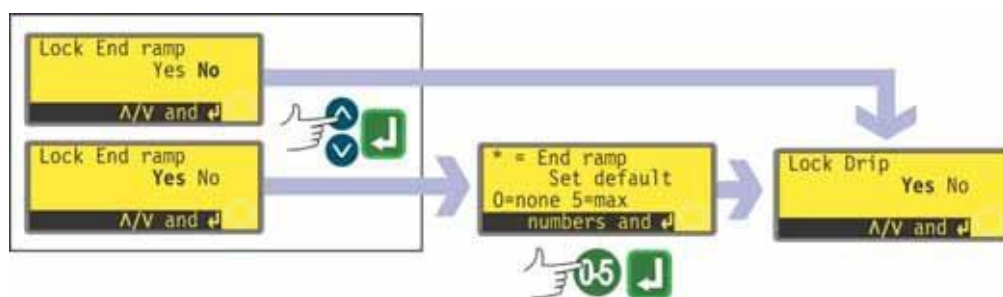 Lock End ramp
Yes No
∧/∨ and ↲
Lock End ramp
Yes No
∧/∨ and ↲
* = End ramp
Set default
0=none 5=max
numbers and ↲
0-5
Lock Drip
Yes No
∧/∨ and ↲